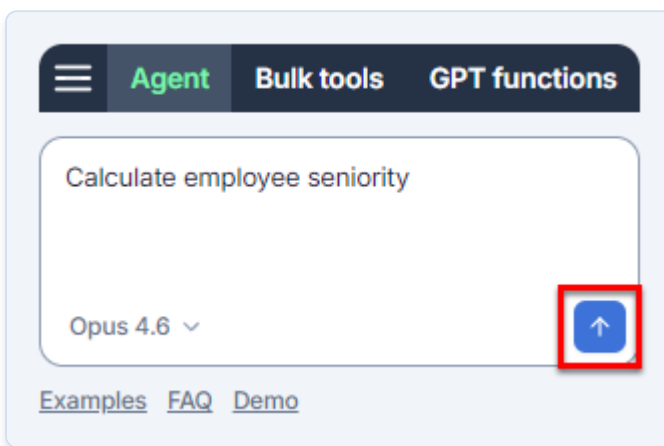 Agent Bulk tools GPT functions
Calculate employee seniority
Opus 4.6
Examples FAQ Demo